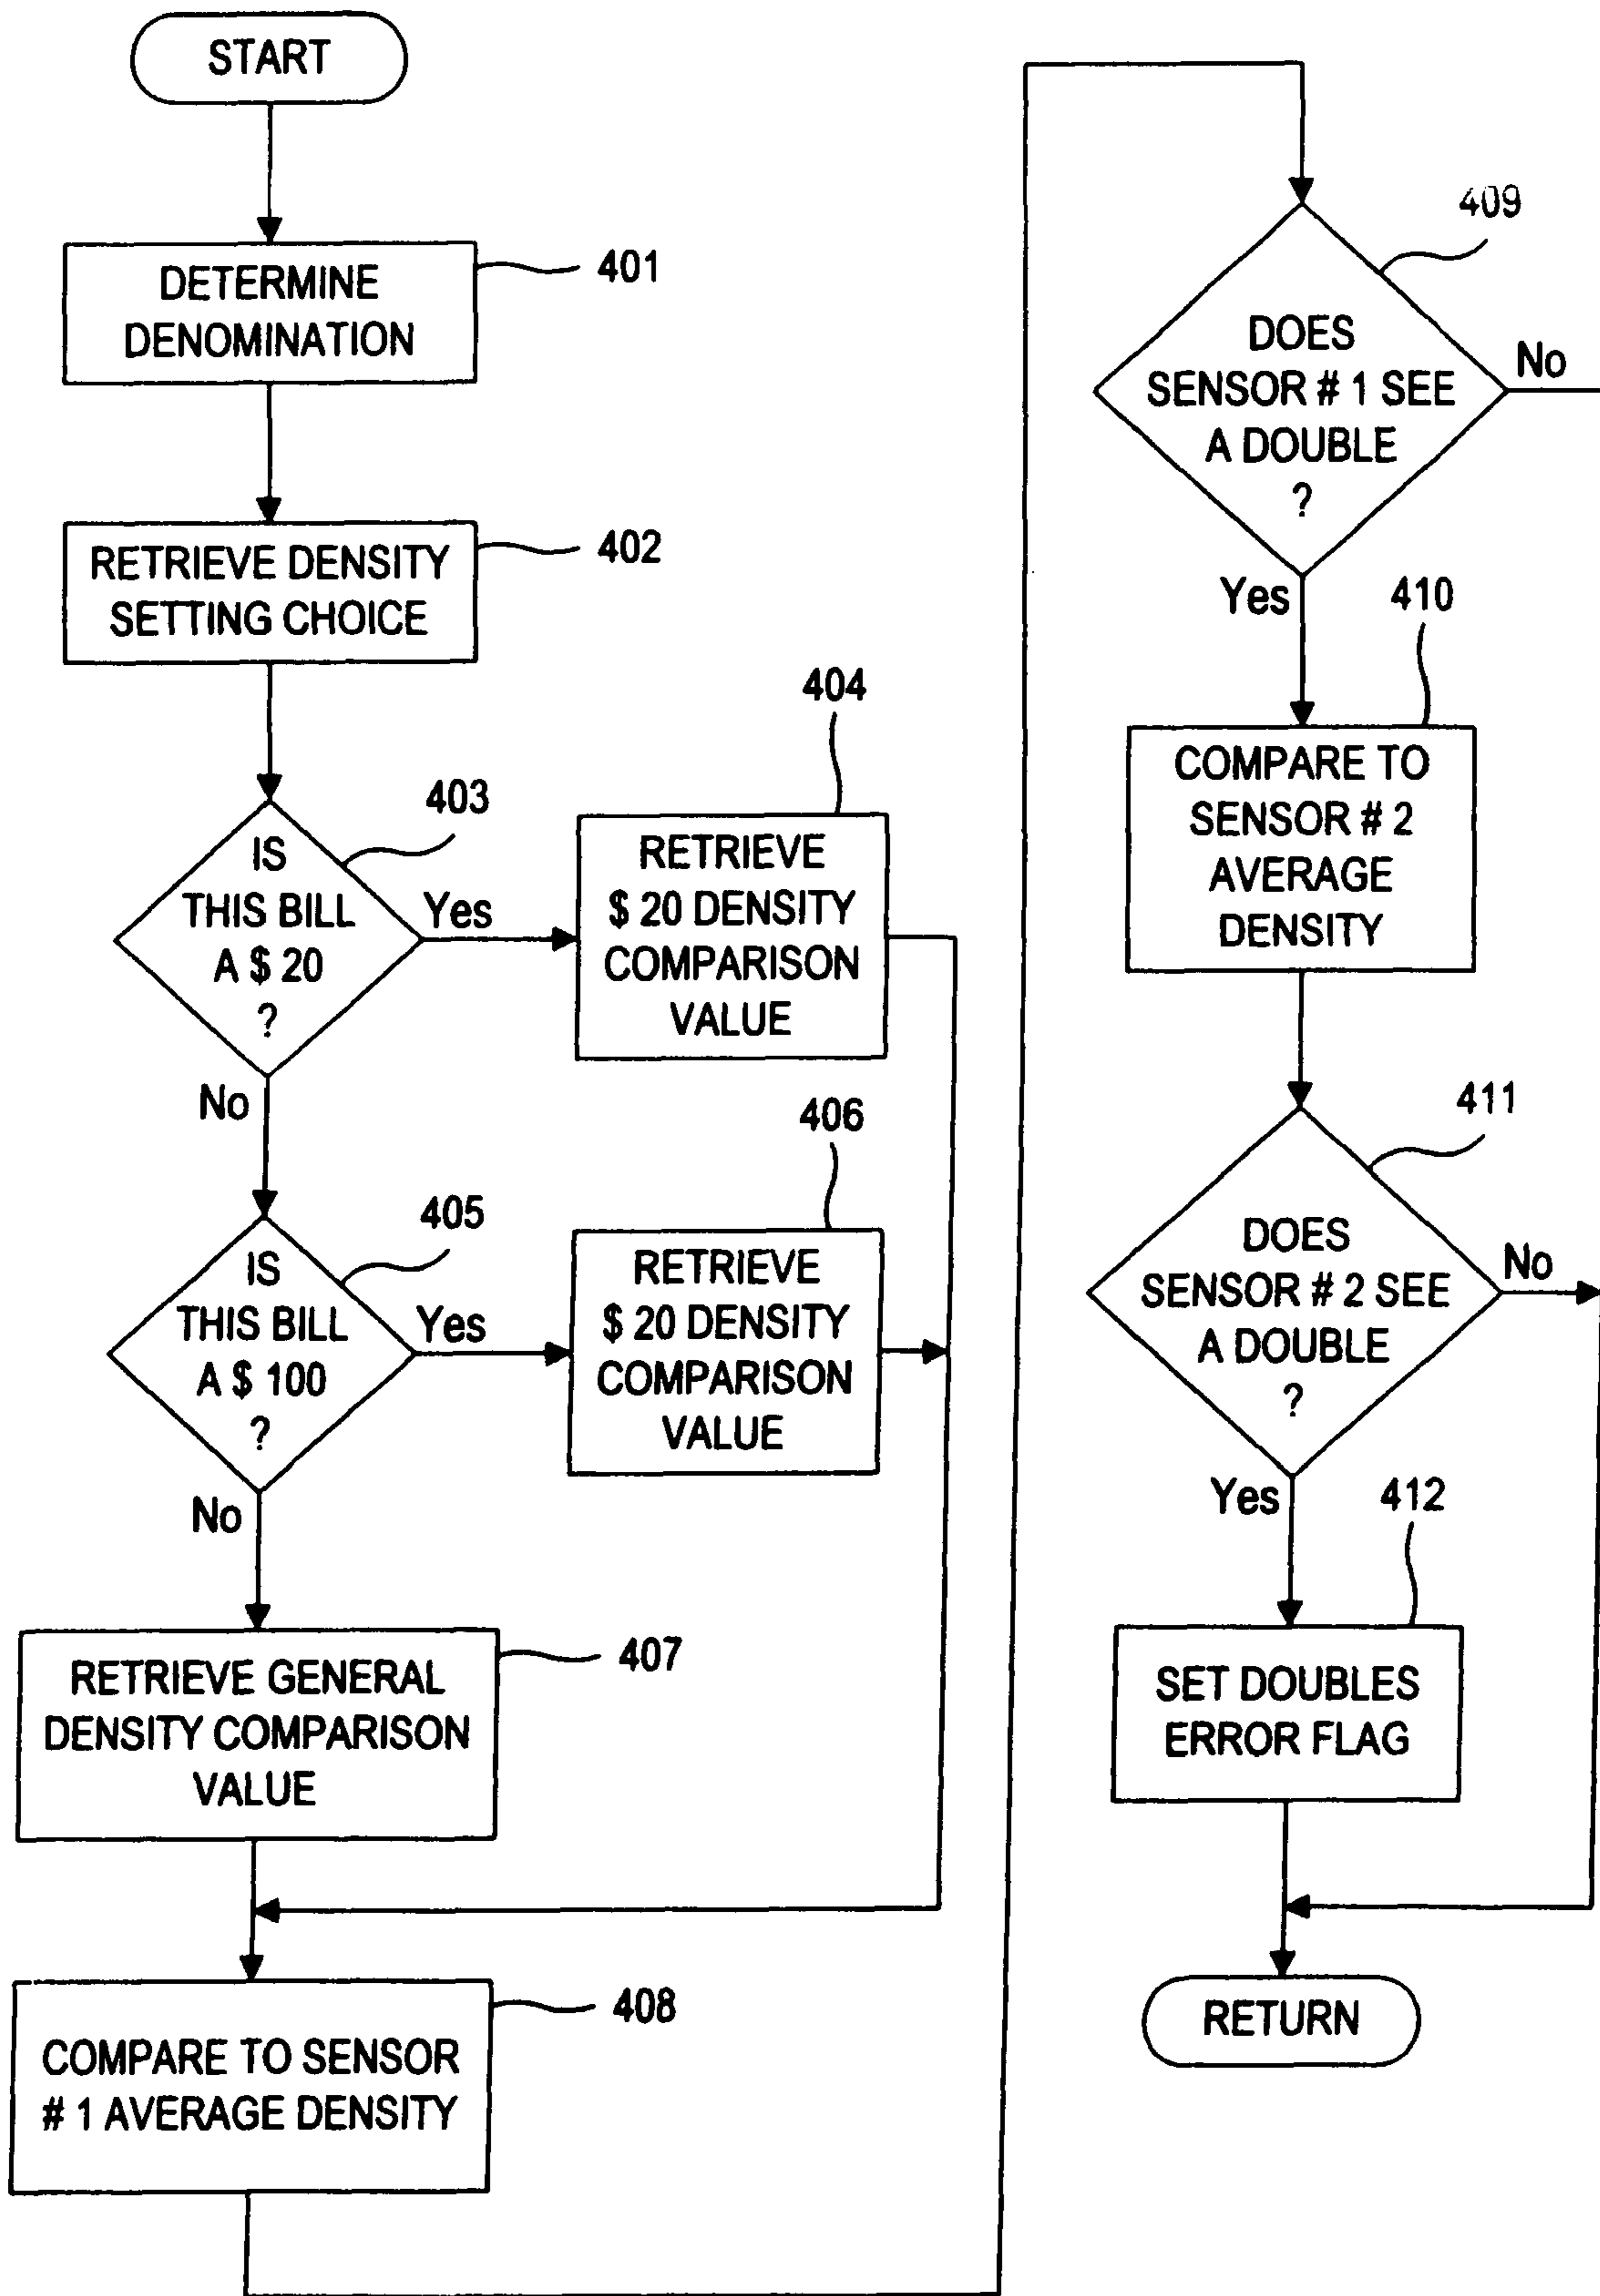 START
401
DETERMINE
DENOMINATION
402
RETRIEVE DENSITY
SETTING CHOICE
403
IS
THIS BILL
A $ 20
?
Yes
No
404
RETRIEVE
$ 20 DENSITY
COMPARISON
VALUE
405
IS
THIS BILL
A $ 100
?
Yes
No
406
RETRIEVE
$ 20 DENSITY
COMPARISON
VALUE
407
RETRIEVE GENERAL
DENSITY COMPARISON
VALUE
408
COMPARE TO SENSOR
# 1 AVERAGE DENSITY
409
DOES
SENSOR # 1 SEE
A DOUBLE
?
No
Yes
410
COMPARE TO
SENSOR # 2
AVERAGE
DENSITY
411
DOES
SENSOR # 2 SEE
A DOUBLE
?
No
Yes
412
SET DOUBLES
ERROR FLAG
RETURN